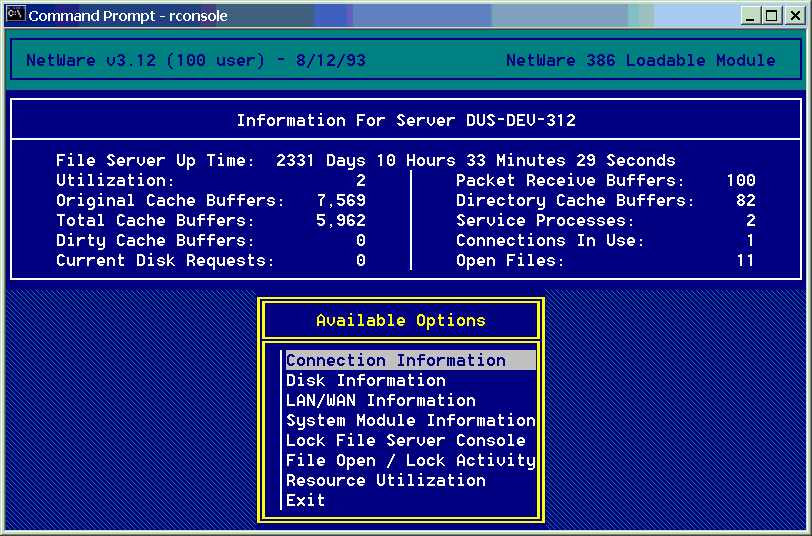 Command Prompt - rconsole
NetWare v3.12 (100 user) - 8/12/93 NetWare 386 Loadable Module
Information For Server DUS-DEV-312
File Server Up Time: 2331 Days 10 Hours 33 Minutes 29 Seconds
Utilization: 2 Packet Receive Buffers: 100
Original Cache Buffers: 7,569 Directory Cache Buffers: 82
Total Cache Buffers: 5,962 Service Processes: 2
Dirty Cache Buffers: 0 Connections In Use: 1
Current Disk Requests: 0 Open Files: 11
Available Options
Connection Information
Disk Information
LAN/WAN Information
System Module Information
Lock File Server Console
File Open / Lock Activity
Resource Utilization
Exit